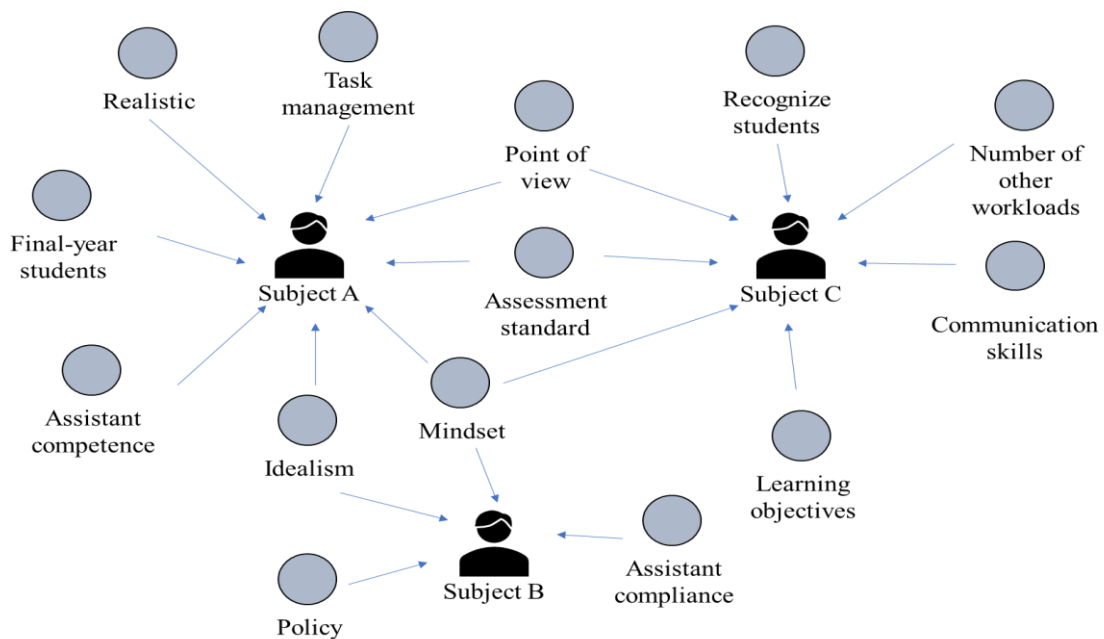 Realistic
Task
management
Point of
view
Recognize
students
Number of
other
workloads
Final-year
students
Subject A
Assessment
standard
Subject C
Communication
skills
Assistant
competence
Idealism
Mindset
Learning
objectives
Policy
Subject B
Assistant
compliance